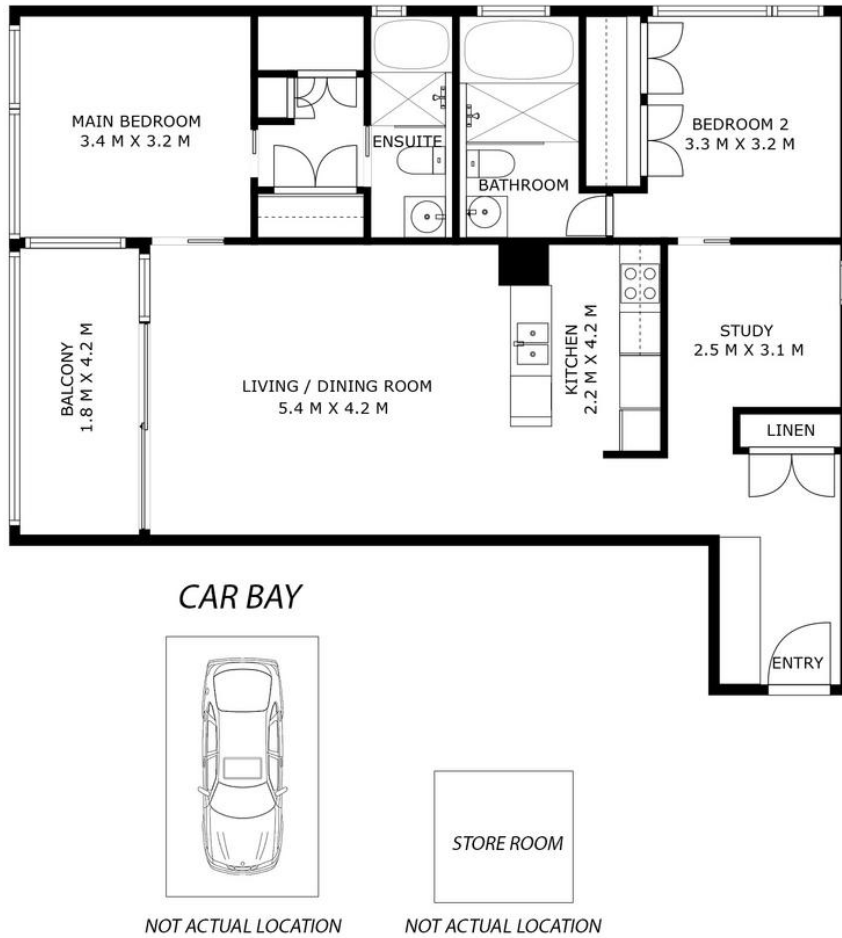 MAIN BEDROOM
3.4 M X 3.2 M
ENSUITE
BATHROOM
BEDROOM 2
3.3 M X 3.2 M
BALCONY
1.8 M X 4.2 M
LIVING / DINING ROOM
5.4 M X 4.2 M
KITCHEN
2.2 M X 4.2 M
STUDY
2.5 M X 3.1 M
LINEN
ENTRY
CAR BAY
STORE ROOM
NOT ACTUAL LOCATION
NOT ACTUAL LOCATION